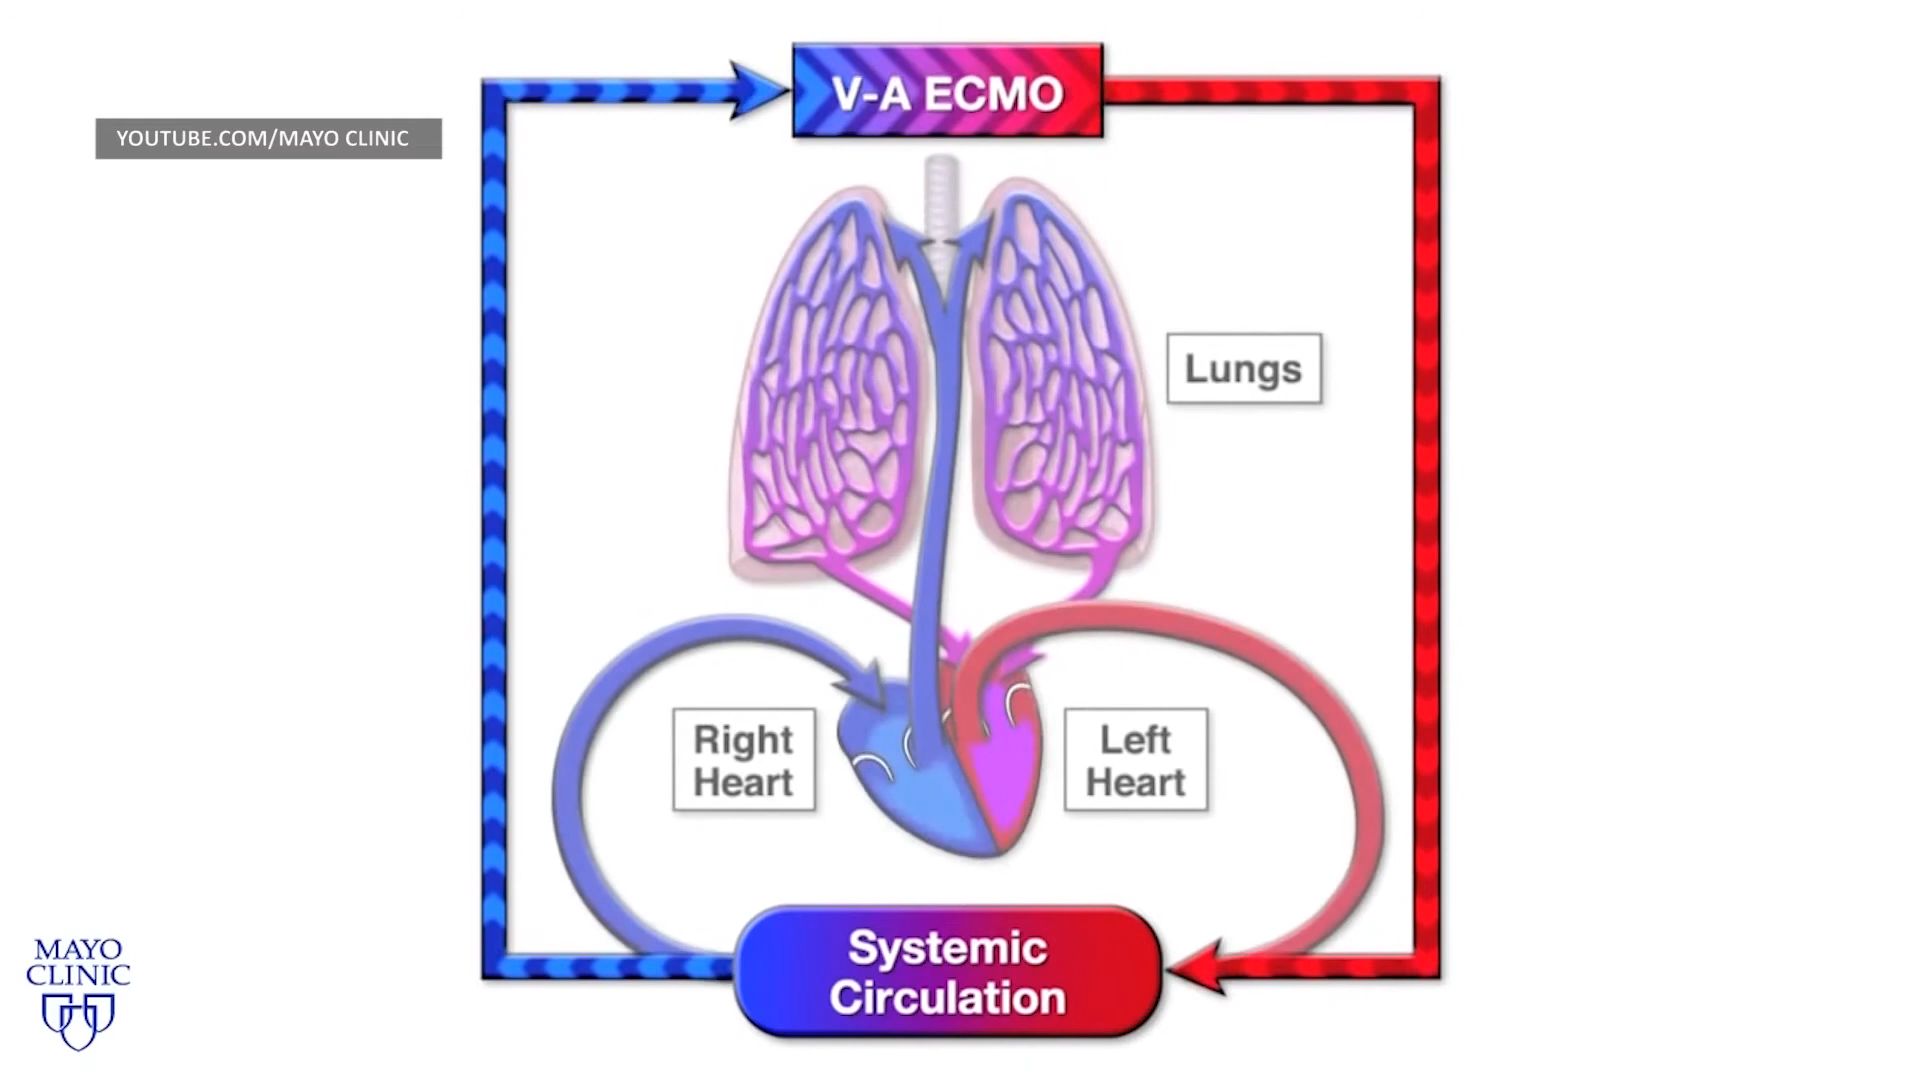 V-A ECMO
YOUTUBE.COM/MAYO CLINIC
Lungs
Right
Heart
Left
Heart
Systemic
Circulation
MAYO
CLINIC